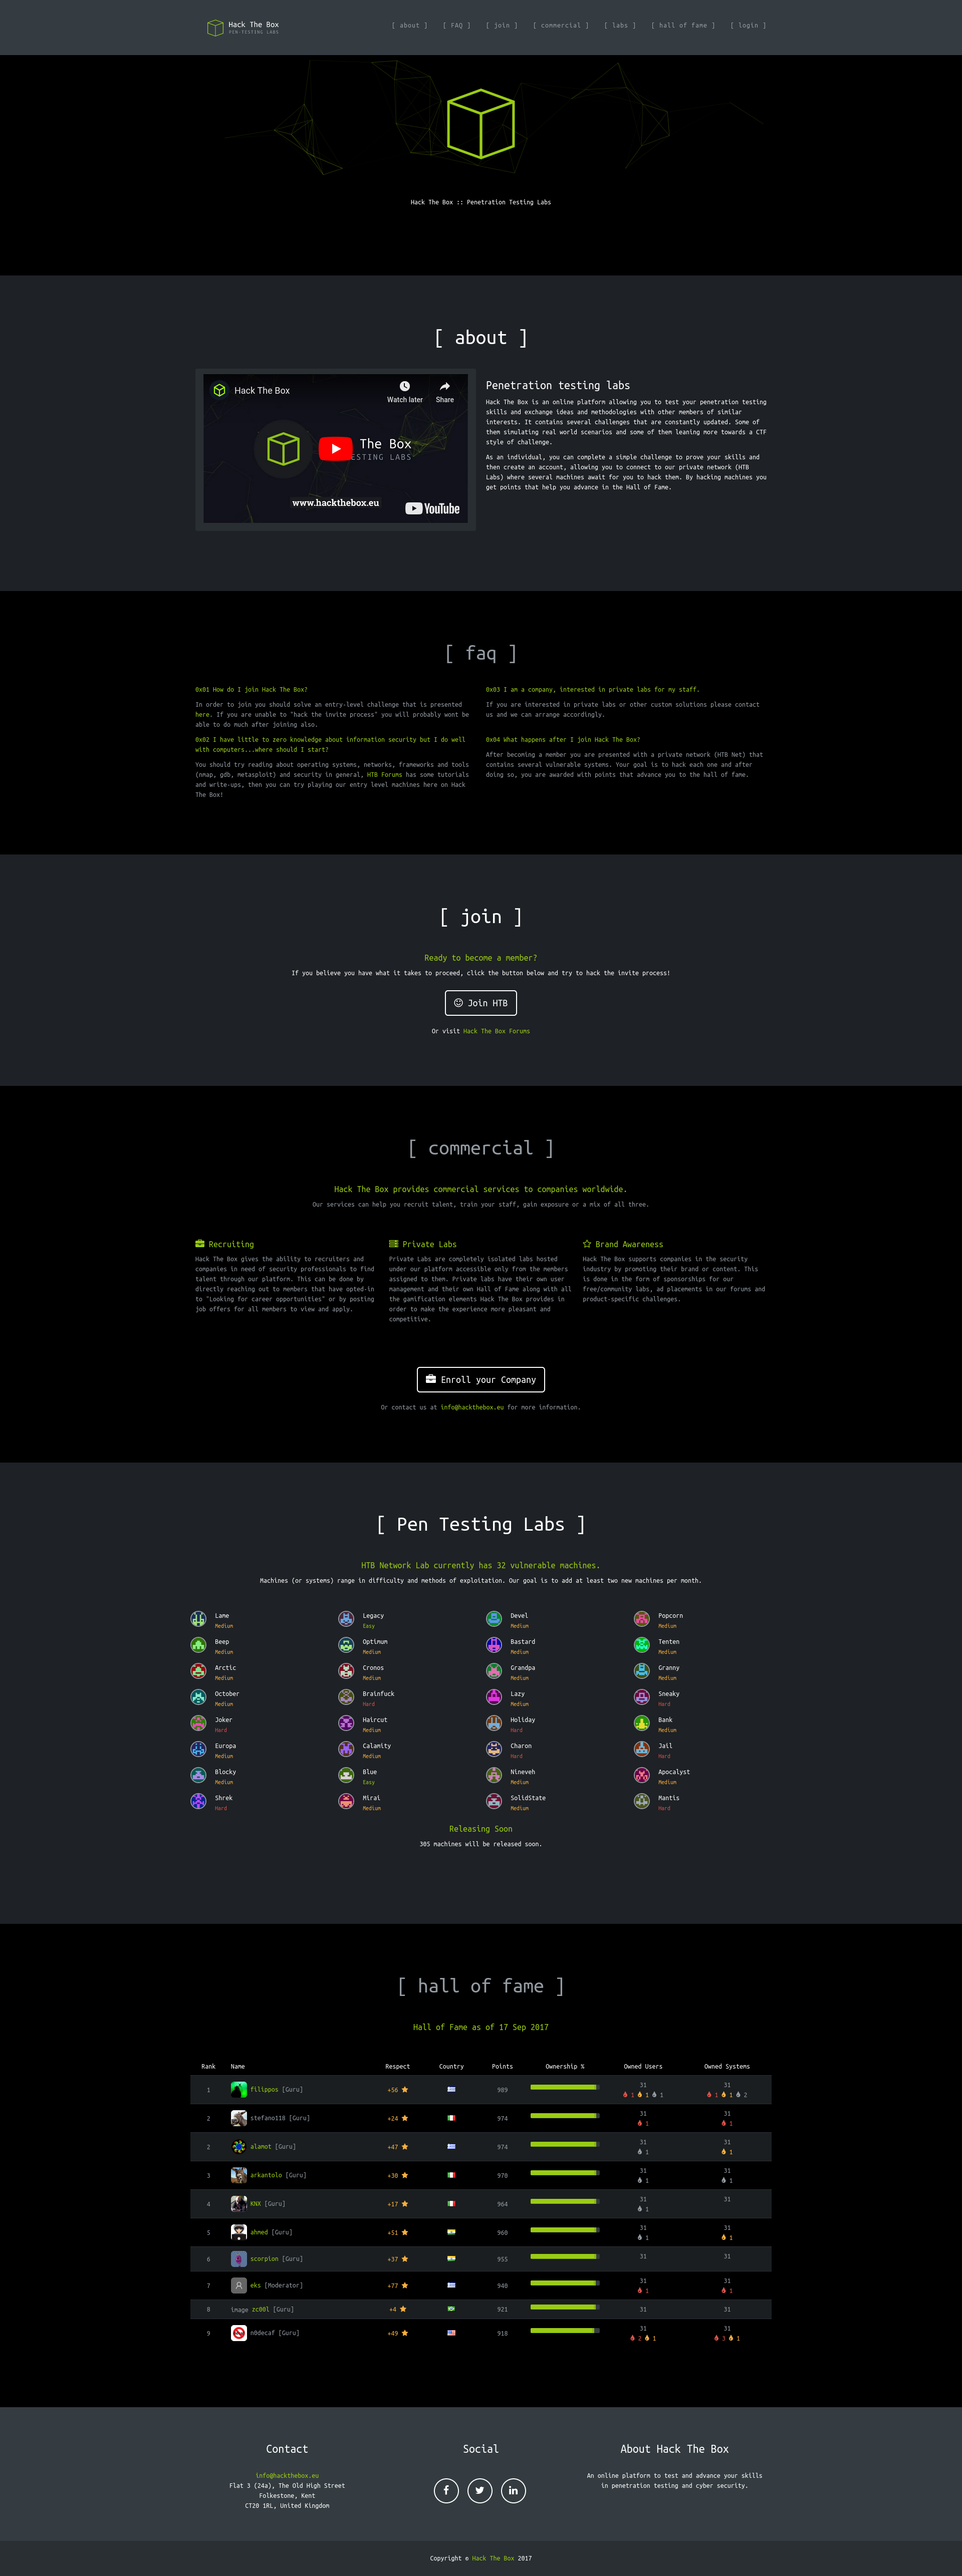 Hack The Box
PEN-TESTING LABS
[ about ] [ FAQ ] [ join ] [ commercial ] [ labs ] [ hall of fame ] [ login ]
Hack The Box :: Penetration Testing Labs
[ about ]
Hack The Box
Watch later
Share
The Box
ESTING LABS
www.hackthebox.eu
YouTube
Penetration testing labs
Hack The Box is an online platform allowing you to test your penetration testing
skills and exchange ideas and methodologies with other members of similar
interests. It contains several challenges that are constantly updated. Some of
them simulating real world scenarios and some of them leaning more towards a CTF
style of challenge.
As an individual, you can complete a simple challenge to prove your skills and
then create an account, allowing you to connect to our private network (HTB
Labs) where several machines await for you to hack them. By hacking machines you
get points that help you advance in the Hall of Fame.
[ faq ]
0x01 How do I join Hack The Box?
In order to join you should solve an entry-level challenge that is presented
here. If you are unable to "hack the invite process" you will probably wont be
able to do much after joining also.
0x02 I have little to zero knowledge about information security but I do well
with computers...where should I start?
You should try reading about operating systems, networks, frameworks and tools
(nmap, gdb, metasploit) and security in general, HTB Forums has some tutorials
and write-ups, then you can try playing our entry level machines here on Hack
The Box!
0x03 I am a company, interested in private labs for my staff.
If you are interested in private labs or other custom solutions please contact
us and we can arrange accordingly.
0x04 What happens after I join Hack The Box?
After becoming a member you are presented with a private network (HTB Net) that
contains several vulnerable systems. Your goal is to hack each one and after
doing so, you are awarded with points that advance you to the hall of fame.
[ join ]
Ready to become a member?
If you believe you have what it takes to proceed, click the button below and try to hack the invite process!
Join HTB
Or visit Hack The Box Forums
[ commercial ]
Hack The Box provides commercial services to companies worldwide.
Our services can help you recruit talent, train your staff, gain exposure or a mix of all three.
Recruiting
Hack The Box gives the ability to recruiters and
companies in need of security professionals to find
talent through our platform. This can be done by
directly reaching out to members that have opted-in
to "Looking for career opportunities" or by posting
job offers for all members to view and apply.
Private Labs
Private Labs are completely isolated labs hosted
under our platform accessible only from the members
assigned to them. Private labs have their own user
management and their own Hall of Fame along with all
the gamification elements Hack The Box provides in
order to make the experience more pleasant and
competitive.
Brand Awareness
Hack The Box supports companies in the security
industry by promoting their brand or content. This
is done in the form of sponsorships for our
free/community labs, ad placements in our forums and
product-specific challenges.
Enroll your Company
Or contact us at info@hackthebox.eu for more information.
[ Pen Testing Labs ]
HTB Network Lab currently has 32 vulnerable machines.
Machines (or systems) range in difficulty and methods of exploitation. Our goal is to add at least two new machines per month.
Lame Legacy Devel Popcorn
Medium Easy Medium Medium
Beep Optimum Bastard Tenten
Medium Medium Medium Medium
Arctic Cronos Grandpa Granny
Medium Medium Medium Medium
October Brainfuck Lazy Sneaky
Medium Hard Medium Hard
Joker Haircut Holiday Bank
Hard Medium Hard Medium
Europa Calamity Charon Jail
Medium Medium Hard Hard
Blocky Blue Nineveh Apocalyst
Medium Easy Medium Medium
Shrek Mirai SolidState Mantis
Hard Medium Medium Hard
Releasing Soon
305 machines will be released soon.
[ hall of fame ]
Hall of Fame as of 17 Sep 2017
Rank Name Respect Country Points Ownership % Owned Users Owned Systems
1 filippos [Guru] +56 989 31 31
1 1 1 1 1 2
2 stefano118 [Guru] +24 974 31 31
1 1
2 alamot [Guru] +47 974 31 31
1 1
3 arkantolo [Guru] +30 970 31 31
1 1
4 KNX [Guru] +17 964 31 31
1
5 ahmed [Guru] +51 960 31 31
1 1
6 scorpion [Guru] +37 955 31 31
7 eks [Moderator] +77 940 31 31
1 1
8 image zc00l [Guru] +4 921 31 31
9 n0decaf [Guru] +49 918 31 31
2 1 3 1
Contact
info@hackthebox.eu
Flat 3 (24a), The Old High Street
Folkestone, Kent
CT20 1RL, United Kingdom
Social
About Hack The Box
An online platform to test and advance your skills
in penetration testing and cyber security.
Copyright © Hack The Box 2017